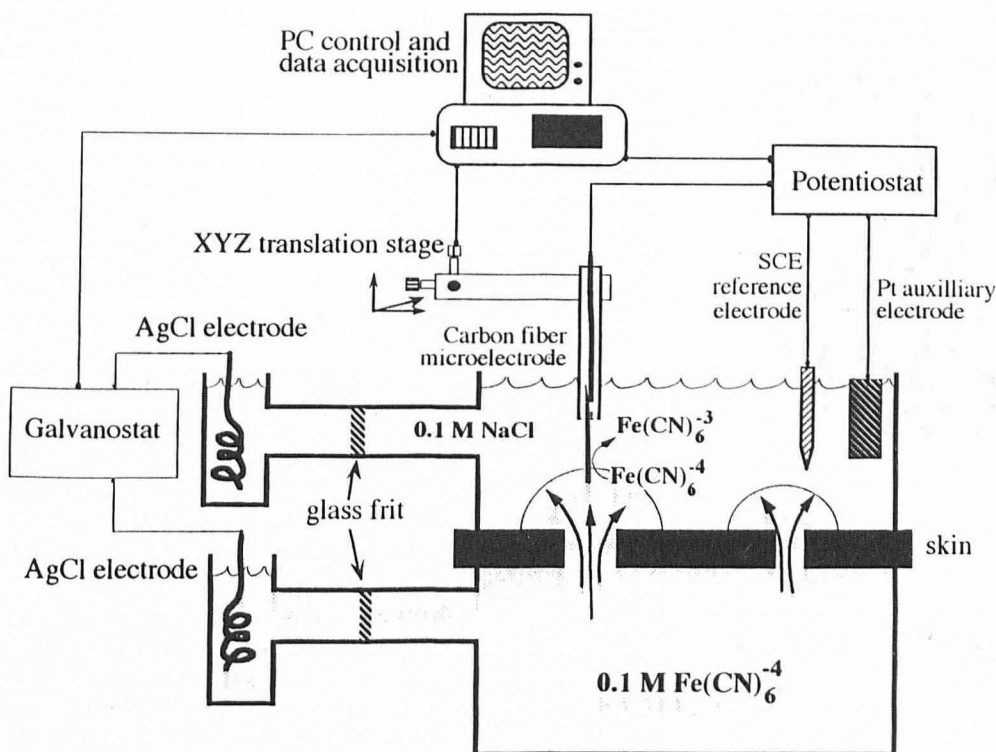 PC control and
data acquisition
Potentiostat
XYZ translation stage
SCE
reference
electrode
Pt auxilliary
electrode
AgCl electrode
Carbon fiber
microelectrode
Galvanostat
0.1 M NaCl
Fe(CN)₆⁻³
Fe(CN)₆⁻⁴
glass frit
skin
AgCl electrode
0.1 M Fe(CN)₆⁻⁴